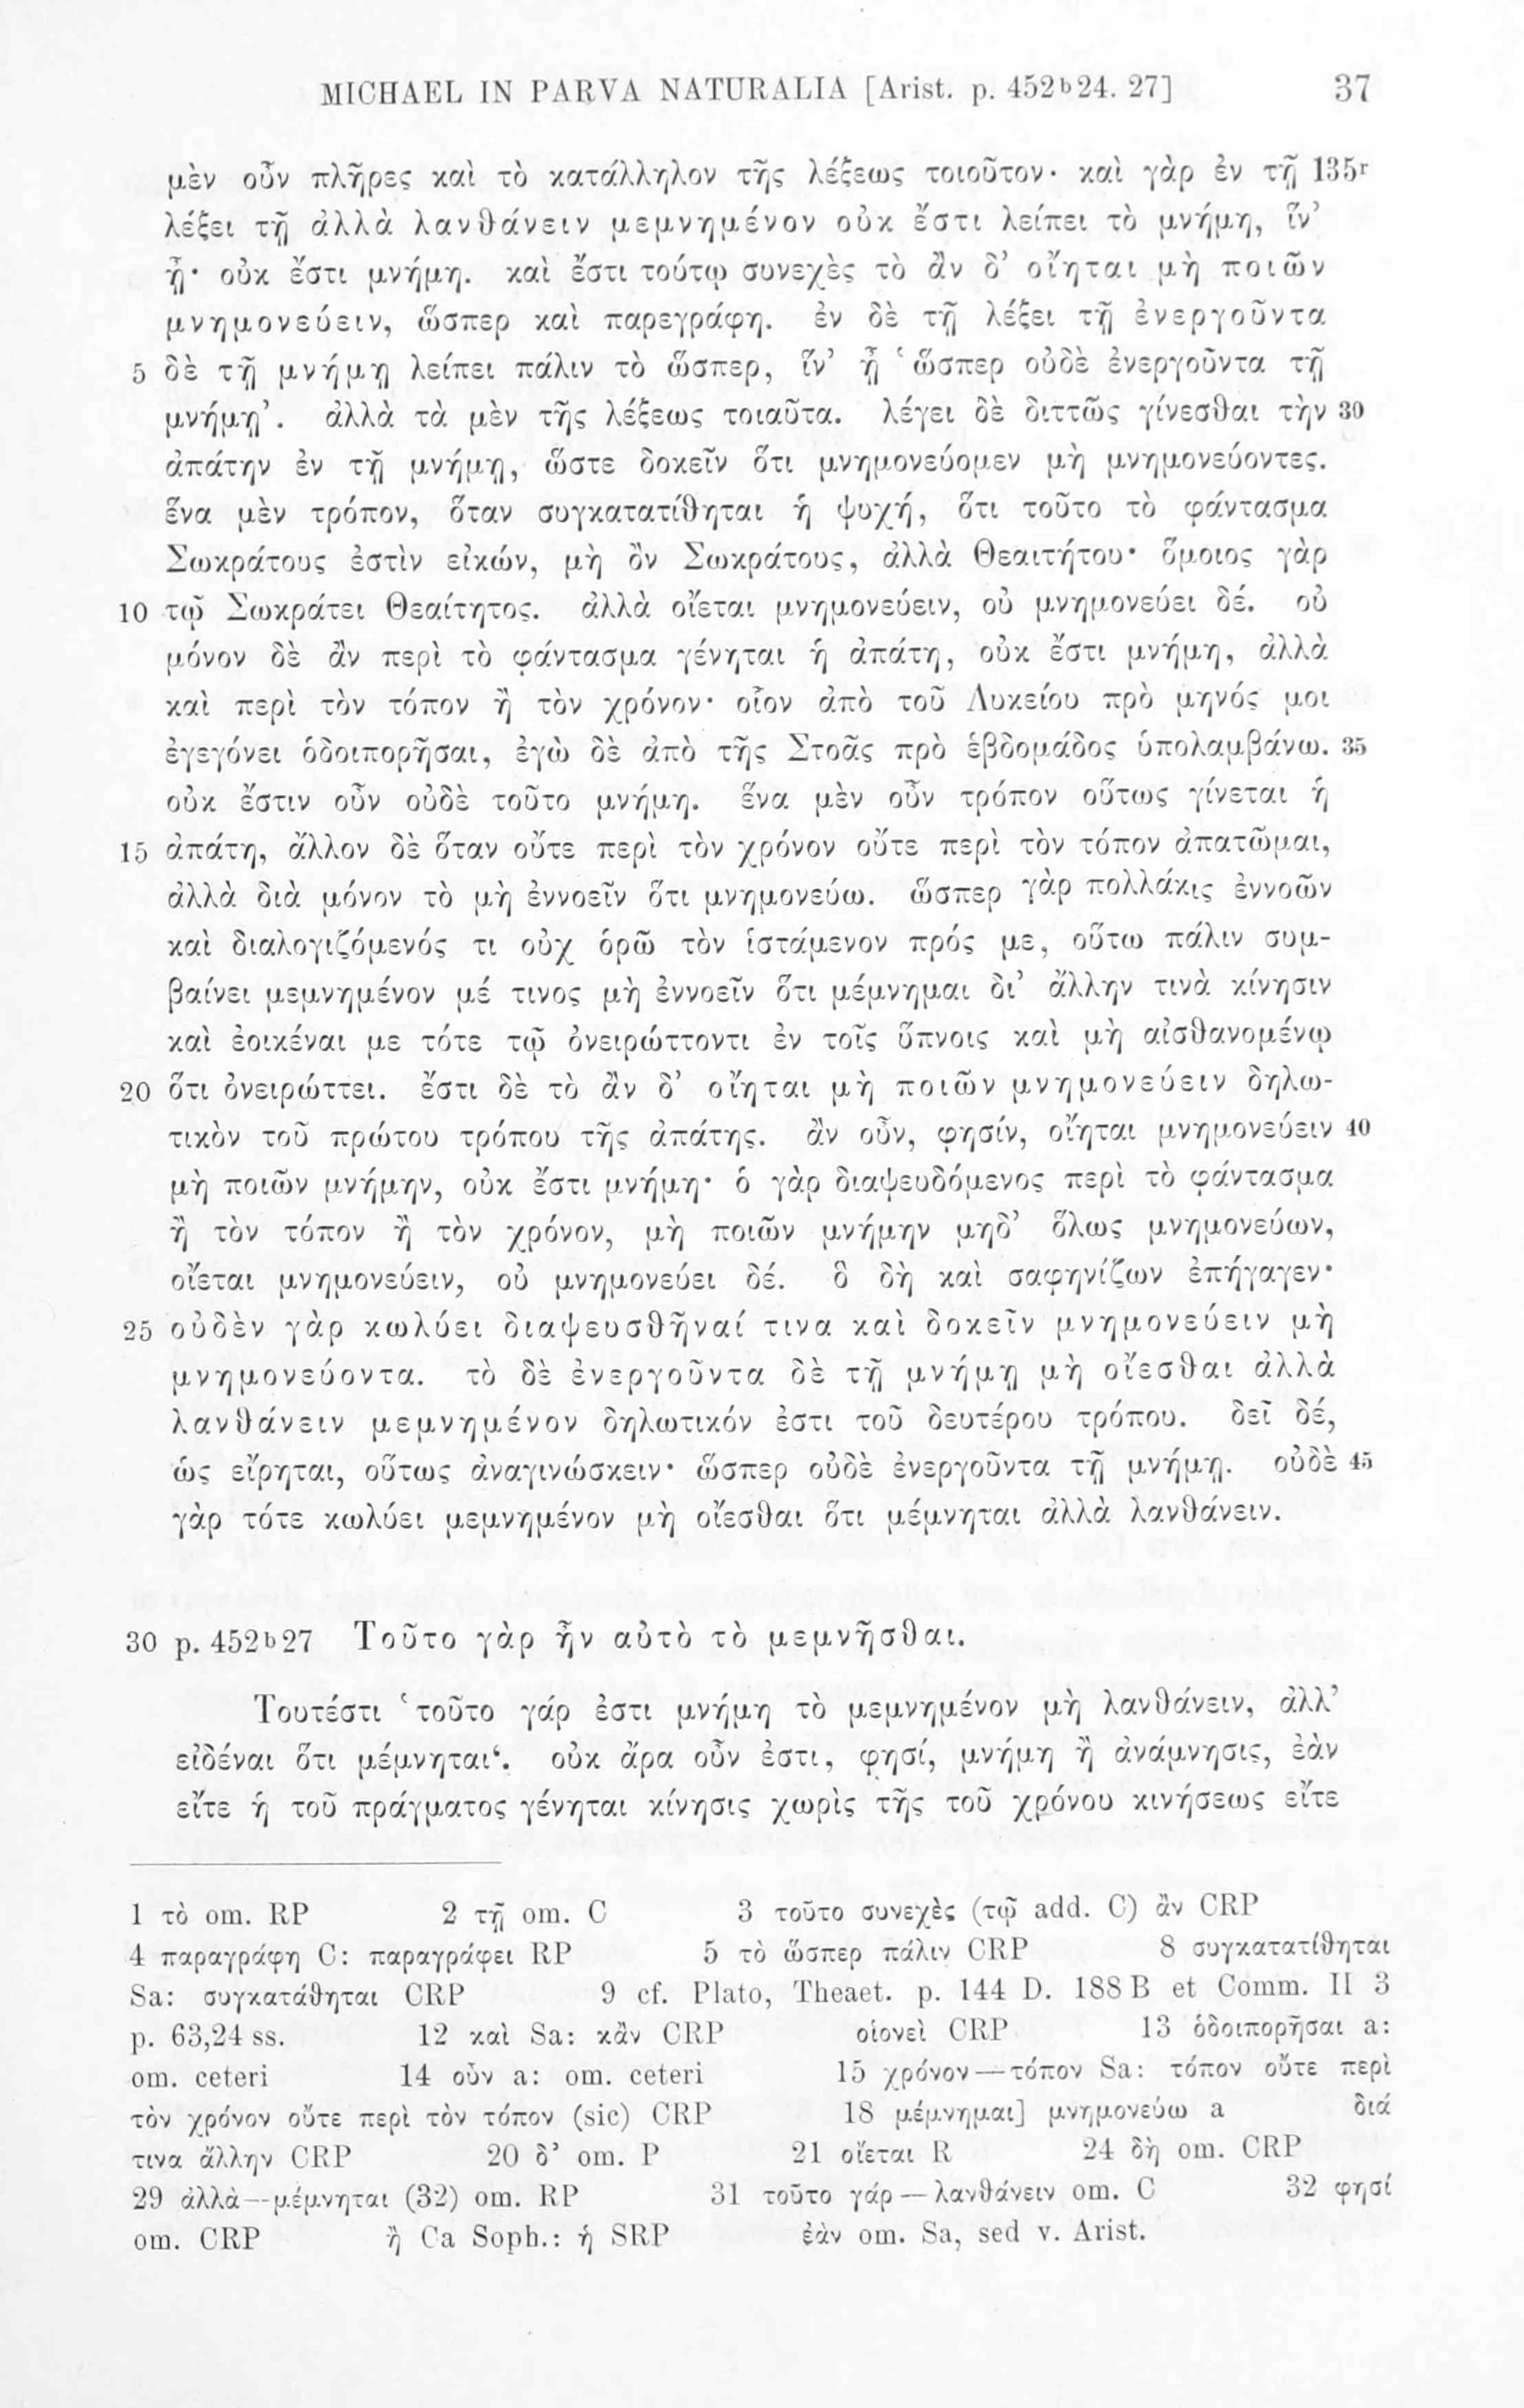 MICHAEL IN PARVA NATURALIA [Arist. p. 452ᵇ24. 27] 37
μὲν οὖν πλῆρες καὶ τὸ κατάλληλον τῆς λέξεως τοιοῦτον· καὶ γὰρ ἐν τῇ 135ʳ
λέξει τῇ ἀλλὰ λανθάνειν μεμνημένον οὐκ ἔστι λείπει τὸ μνήμη, ἵν’
ᾖ· οὐκ ἔστι μνήμη. καὶ ἔστι τούτῳ συνεχὲς τὸ ἂν δ’ οἴηται μὴ ποιῶν
μνημονεύειν, ὥσπερ καὶ παρεγράφη. ἐν δὲ τῇ λέξει τῇ ἐνεργοῦντα
5 δὲ τῇ μνήμῃ λείπει πάλιν τὸ ὥσπερ, ἵν’ ᾖ ‘ὥσπερ οὐδὲ ἐνεργοῦντα τῇ
μνήμῃ’. ἀλλὰ τὰ μὲν τῆς λέξεως τοιαῦτα. λέγει δὲ διττῶς γίνεσθαι τὴν 30
ἀπάτην ἐν τῇ μνήμῃ, ὥστε δοκεῖν ὅτι μνημονεύομεν μὴ μνημονεύοντες.
ἕνα μὲν τρόπον, ὅταν συγκατατίθηται ἡ ψυχή, ὅτι τοῦτο τὸ φάντασμα
Σωκράτους ἐστὶν εἰκών, μὴ ὂν Σωκράτους, ἀλλὰ Θεαιτήτου· ὅμοιος γὰρ
10 τῷ Σωκράτει Θεαίτητος. ἀλλὰ οἴεται μνημονεύειν, οὐ μνημονεύει δέ. οὐ
μόνον δὲ ἂν περὶ τὸ φάντασμα γένηται ἡ ἀπάτη, οὐκ ἔστι μνήμη, ἀλλὰ
καὶ περὶ τὸν τόπον ἢ τὸν χρόνον· οἷον ἀπὸ τοῦ Λυκείου πρὸ μηνός μοι
ἐγεγόνει ὁδοιπορῆσαι, ἐγὼ δὲ ἀπὸ τῆς Στοᾶς πρὸ ἑβδομάδος ὑπολαμβάνω. 35
οὐκ ἔστιν οὖν οὐδὲ τοῦτο μνήμη. ἕνα μὲν οὖν τρόπον οὕτως γίνεται ἡ
15 ἀπάτη, ἄλλον δὲ ὅταν οὔτε περὶ τὸν χρόνον οὔτε περὶ τὸν τόπον ἀπατῶμαι,
ἀλλὰ διὰ μόνον τὸ μὴ ἐννοεῖν ὅτι μνημονεύω. ὥσπερ γὰρ πολλάκις ἐννοῶν
καὶ διαλογιζόμενός τι οὐχ ὁρῶ τὸν ἱστάμενον πρός με, οὕτω πάλιν συμ-
βαίνει μεμνημένον μέ τινος μὴ ἐννοεῖν ὅτι μέμνημαι δι’ ἄλλην τινὰ κίνησιν
καὶ ἐοικέναι με τότε τῷ ὀνειρώττοντι ἐν τοῖς ὕπνοις καὶ μὴ αἰσθανομένῳ
20 ὅτι ὀνειρώττει. ἔστι δὲ τὸ ἂν δ’ οἴηται μὴ ποιῶν μνημονεύειν δηλω-
τικὸν τοῦ πρώτου τρόπου τῆς ἀπάτης. ἂν οὖν, φησίν, οἴηται μνημονεύειν 40
μὴ ποιῶν μνήμην, οὐκ ἔστι μνήμη· ὁ γὰρ διαψευδόμενος περὶ τὸ φάντασμα
ἢ τὸν τόπον ἢ τὸν χρόνον, μὴ ποιῶν μνήμην μηδ’ ὅλως μνημονεύων,
οἴεται μνημονεύειν, οὐ μνημονεύει δέ. ὃ δὴ καὶ σαφηνίζων ἐπήγαγεν·
25 οὐδὲν γὰρ κωλύει διαψευσθῆναί τινα καὶ δοκεῖν μνημονεύειν μὴ
μνημονεύοντα. τὸ δὲ ἐνεργοῦντα δὲ τῇ μνήμῃ μὴ οἴεσθαι ἀλλὰ
λανθάνειν μεμνημένον δηλωτικόν ἐστι τοῦ δευτέρου τρόπου. δεῖ δέ,
ὡς εἴρηται, οὕτως ἀναγινώσκειν· ὥσπερ οὐδὲ ἐνεργοῦντα τῇ μνήμῃ. οὐδὲ 45
γὰρ τότε κωλύει μεμνημένον μὴ οἴεσθαι ὅτι μέμνηται ἀλλὰ λανθάνειν.
30 p. 452ᵇ27 Τοῦτο γὰρ ἦν αὐτὸ τὸ μεμνῆσθαι.
Τουτέστι ‘τοῦτο γάρ ἐστι μνήμη τὸ μεμνημένον μὴ λανθάνειν, ἀλλ’
εἰδέναι ὅτι μέμνηται‘. οὐκ ἄρα οὖν ἐστι, φησί, μνήμη ἢ ἀνάμνησις, ἐὰν
εἴτε ἡ τοῦ πράγματος γένηται κίνησις χωρὶς τῆς τοῦ χρόνου κινήσεως εἴτε
1 τὸ om. RP 2 τῇ om. C 3 τοῦτο συνεχὲς (τῷ add. C) ἂν CRP
4 παραγράφη C: παραγράφει RP 5 τὸ ὥσπερ πάλιν CRP 8 συγκατατίθηται
Sa: συγκατάθηται CRP 9 cf. Plato, Theaet. p. 144 D. 188 B et Comm. II 3
p. 63,24 ss. 12 καὶ Sa: κἂν CRP οἱονεὶ CRP 13 ὁδοιπορῆσαι a:
om. ceteri 14 οὖν a: om. ceteri 15 χρόνον—τόπον Sa: τόπον οὔτε περὶ
τὸν χρόνον οὔτε περὶ τὸν τόπον (sic) CRP 18 μέμνημαι] μνημονεύω a διά
τινα ἄλλην CRP 20 δ’ om. P 21 οἴεται R 24 δὴ om. CRP
29 ἀλλὰ—μέμνηται (32) om. RP 31 τοῦτο γάρ—λανθάνειν om. C 32 φησί
om. CRP ἢ Ca Soph.: ἡ SRP ἐὰν om. Sa, sed v. Arist.